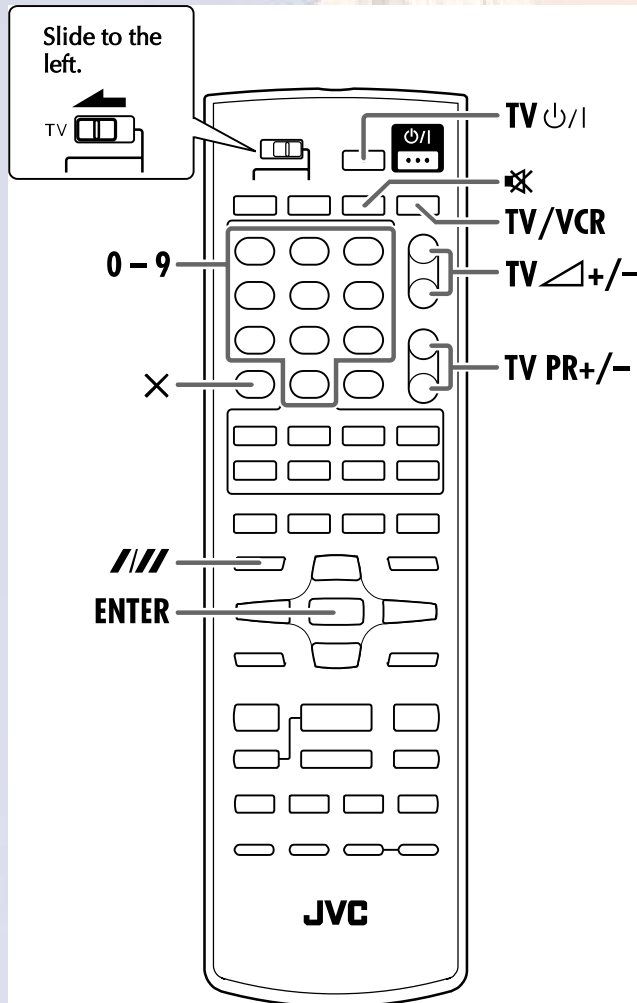 Slide to the
left.
TV
TV ⏻/I
⏻/I
TV/VCR
0 – 9
TV ◿ +/–
TV PR+/–
×
///
ENTER
JVC